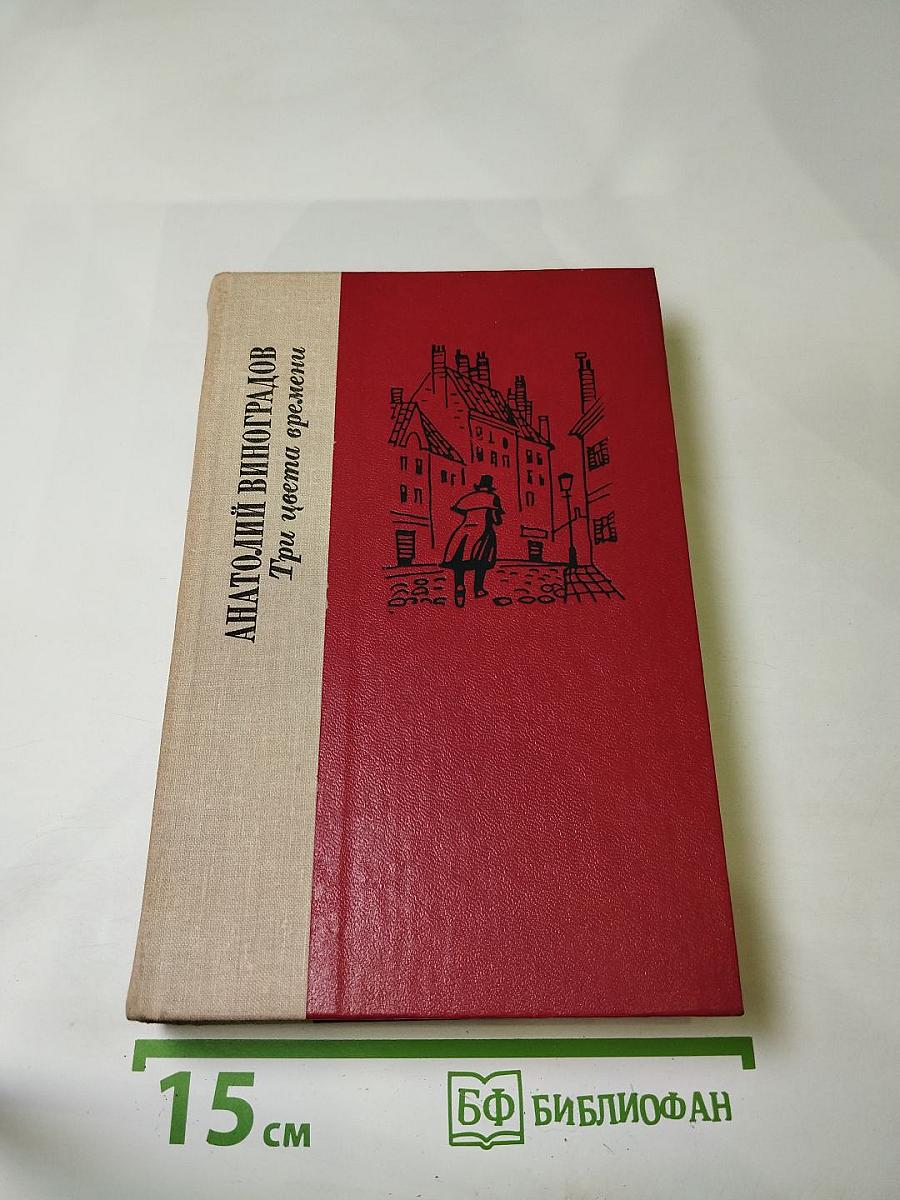 АНАТОЛИЙ ВИНОГРАДОВ
Три цвета времени
15 см
БФ БИБЛИОФАН